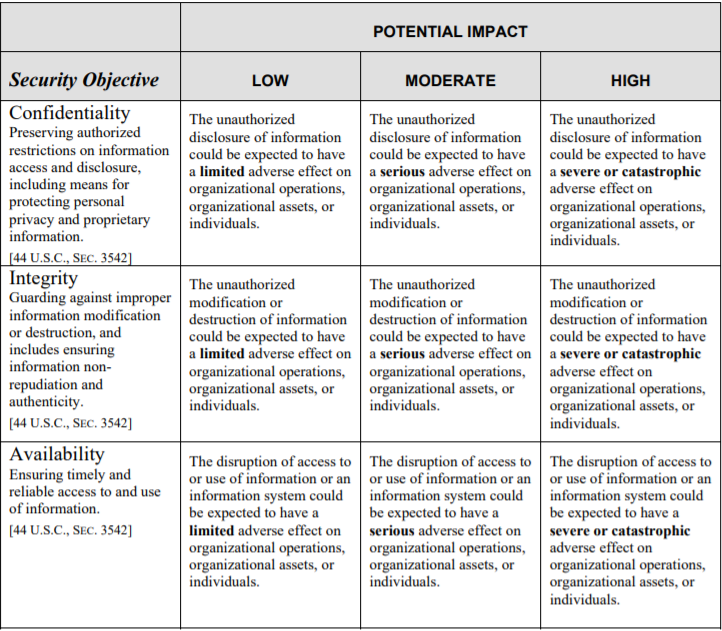 POTENTIAL IMPACT
Security Objective
LOW
MODERATE
HIGH
Confidentiality
Preserving authorized
restrictions on information
access and disclosure,
including means for
protecting personal
privacy and proprietary
information.
[44 U.S.C., SEC. 3542]
The unauthorized
disclosure of information
could be expected to have
a limited adverse effect on
organizational operations,
organizational assets, or
individuals.
The unauthorized
disclosure of information
could be expected to have
a serious adverse effect on
organizational operations,
organizational assets, or
individuals.
The unauthorized
disclosure of information
could be expected to have
a severe or catastrophic
adverse effect on
organizational operations,
organizational assets, or
individuals.
Integrity
Guarding against improper
information modification
or destruction, and
includes ensuring
information non-
repudiation and
authenticity.
[44 U.S.C., SEC. 3542]
The unauthorized
modification or
destruction of information
could be expected to have
a limited adverse effect on
organizational operations,
organizational assets, or
individuals.
The unauthorized
modification or
destruction of information
could be expected to have
a serious adverse effect on
organizational operations,
organizational assets, or
individuals.
The unauthorized
modification or
destruction of information
could be expected to have
a severe or catastrophic
adverse effect on
organizational operations,
organizational assets, or
individuals.
Availability
Ensuring timely and
reliable access to and use
of information.
[44 U.S.C., SEC. 3542]
The disruption of access to
or use of information or an
information system could
be expected to have a
limited adverse effect on
organizational operations,
organizational assets, or
individuals.
The disruption of access to
or use of information or an
information system could
be expected to have a
serious adverse effect on
organizational operations,
organizational assets, or
individuals.
The disruption of access to
or use of information or an
information system could
be expected to have a
severe or catastrophic
adverse effect on
organizational operations,
organizational assets, or
individuals.